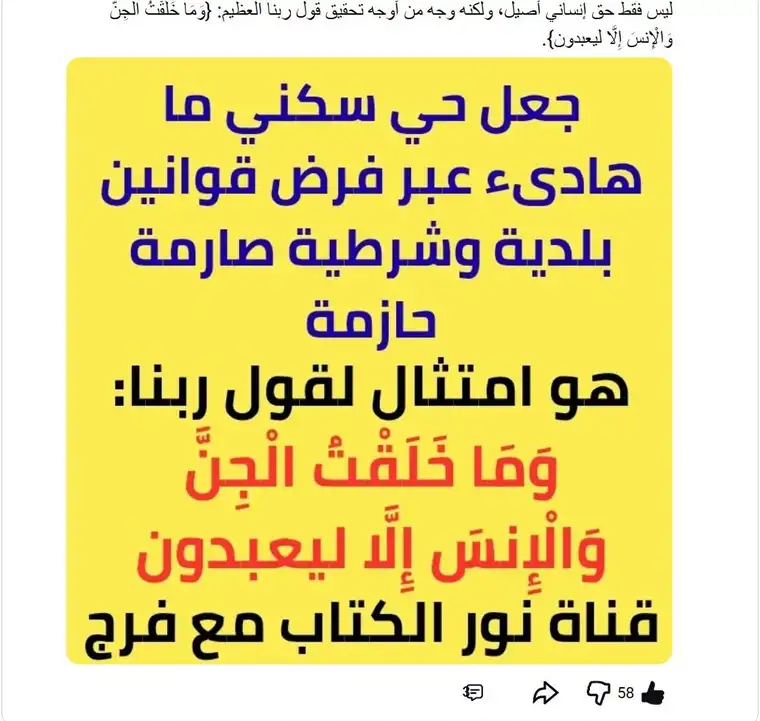 ليس فقط حق إنساني أصيل، ولكنه وجه من أوجه تحقيق قول ربنا العظيم: {وَمَا خَلَقْتُ الْجِنَّ
وَالْإِنسَ إِلَّا ليعبدون}.
جعل حي سكني ما
هادىء عبر فرض قوانين
بلدية وشرطية صارمة
حازمة
هو امتثال لقول ربنا:
وَمَا خَلَقْتُ الْجِنَّ
وَالْإِنسَ إِلَّا ليعبدون
قناة نور الكتاب مع فرج
58
3